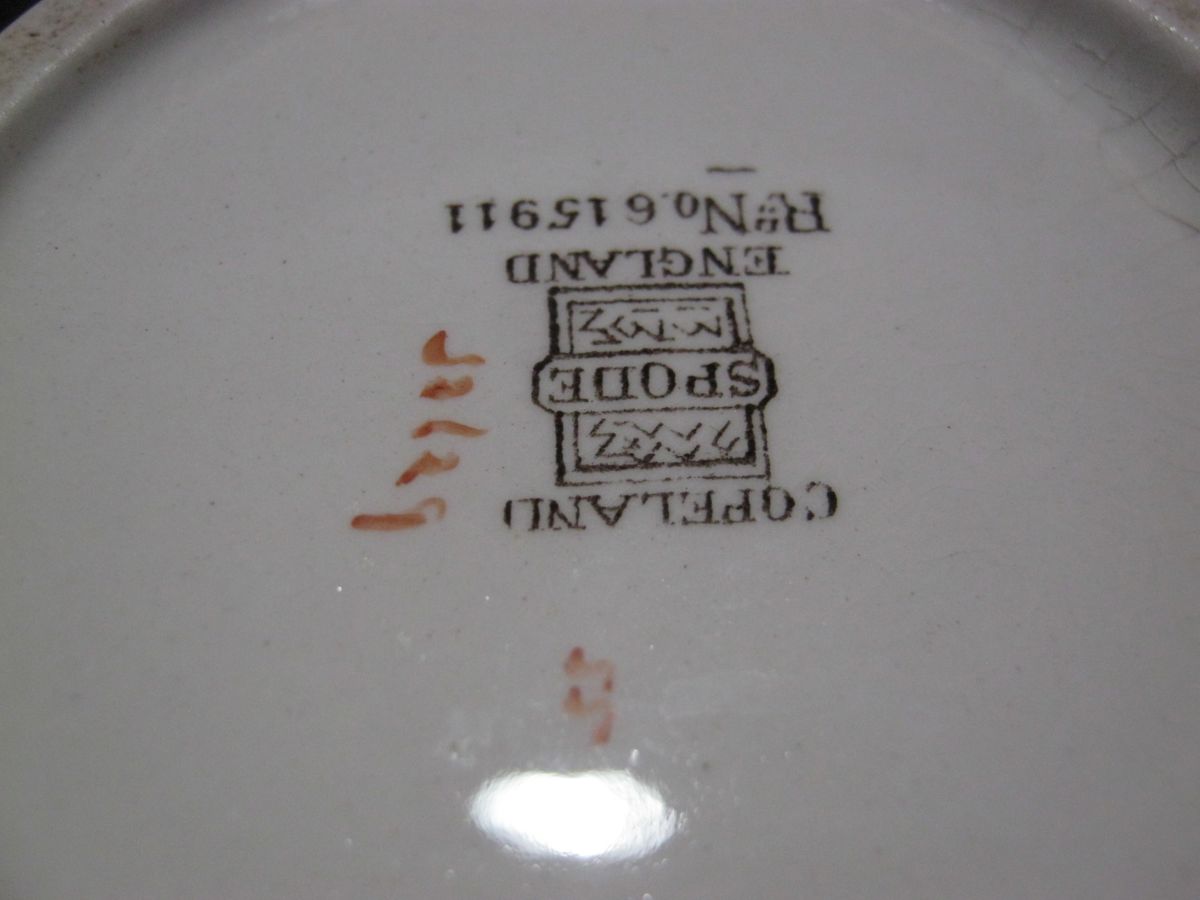 COPELAND
SPODE
ENGLAND
Rd No. 615911